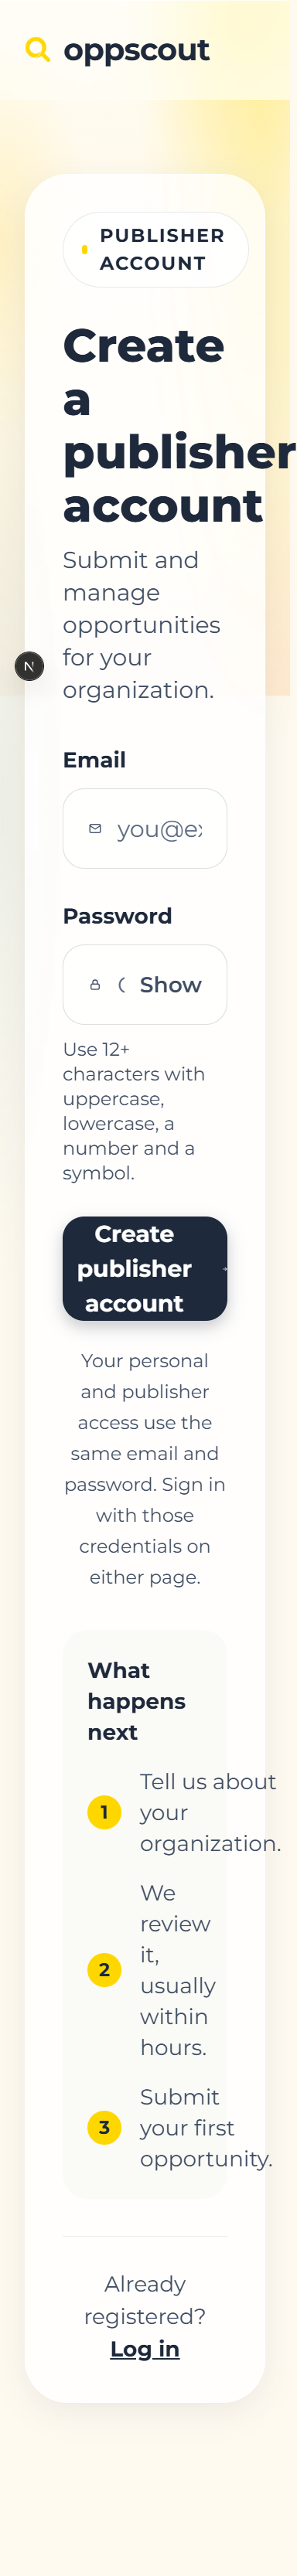 oppscout
PUBLISHER
ACCOUNT
Create
a
publisher
account
Submit and
manage
opportunities
for your
organization.
N
Email
you@ex
Password
Show
Use 12+
characters with
uppercase,
lowercase, a
number and a
symbol.
Create
publisher
account
Your personal
and publisher
access use the
same email and
password. Sign in
with those
credentials on
either page.
What
happens
next
1
Tell us about
your
organization.
2
We
review
it,
usually
within
hours.
3
Submit
your first
opportunity.
Already
registered?
Log in